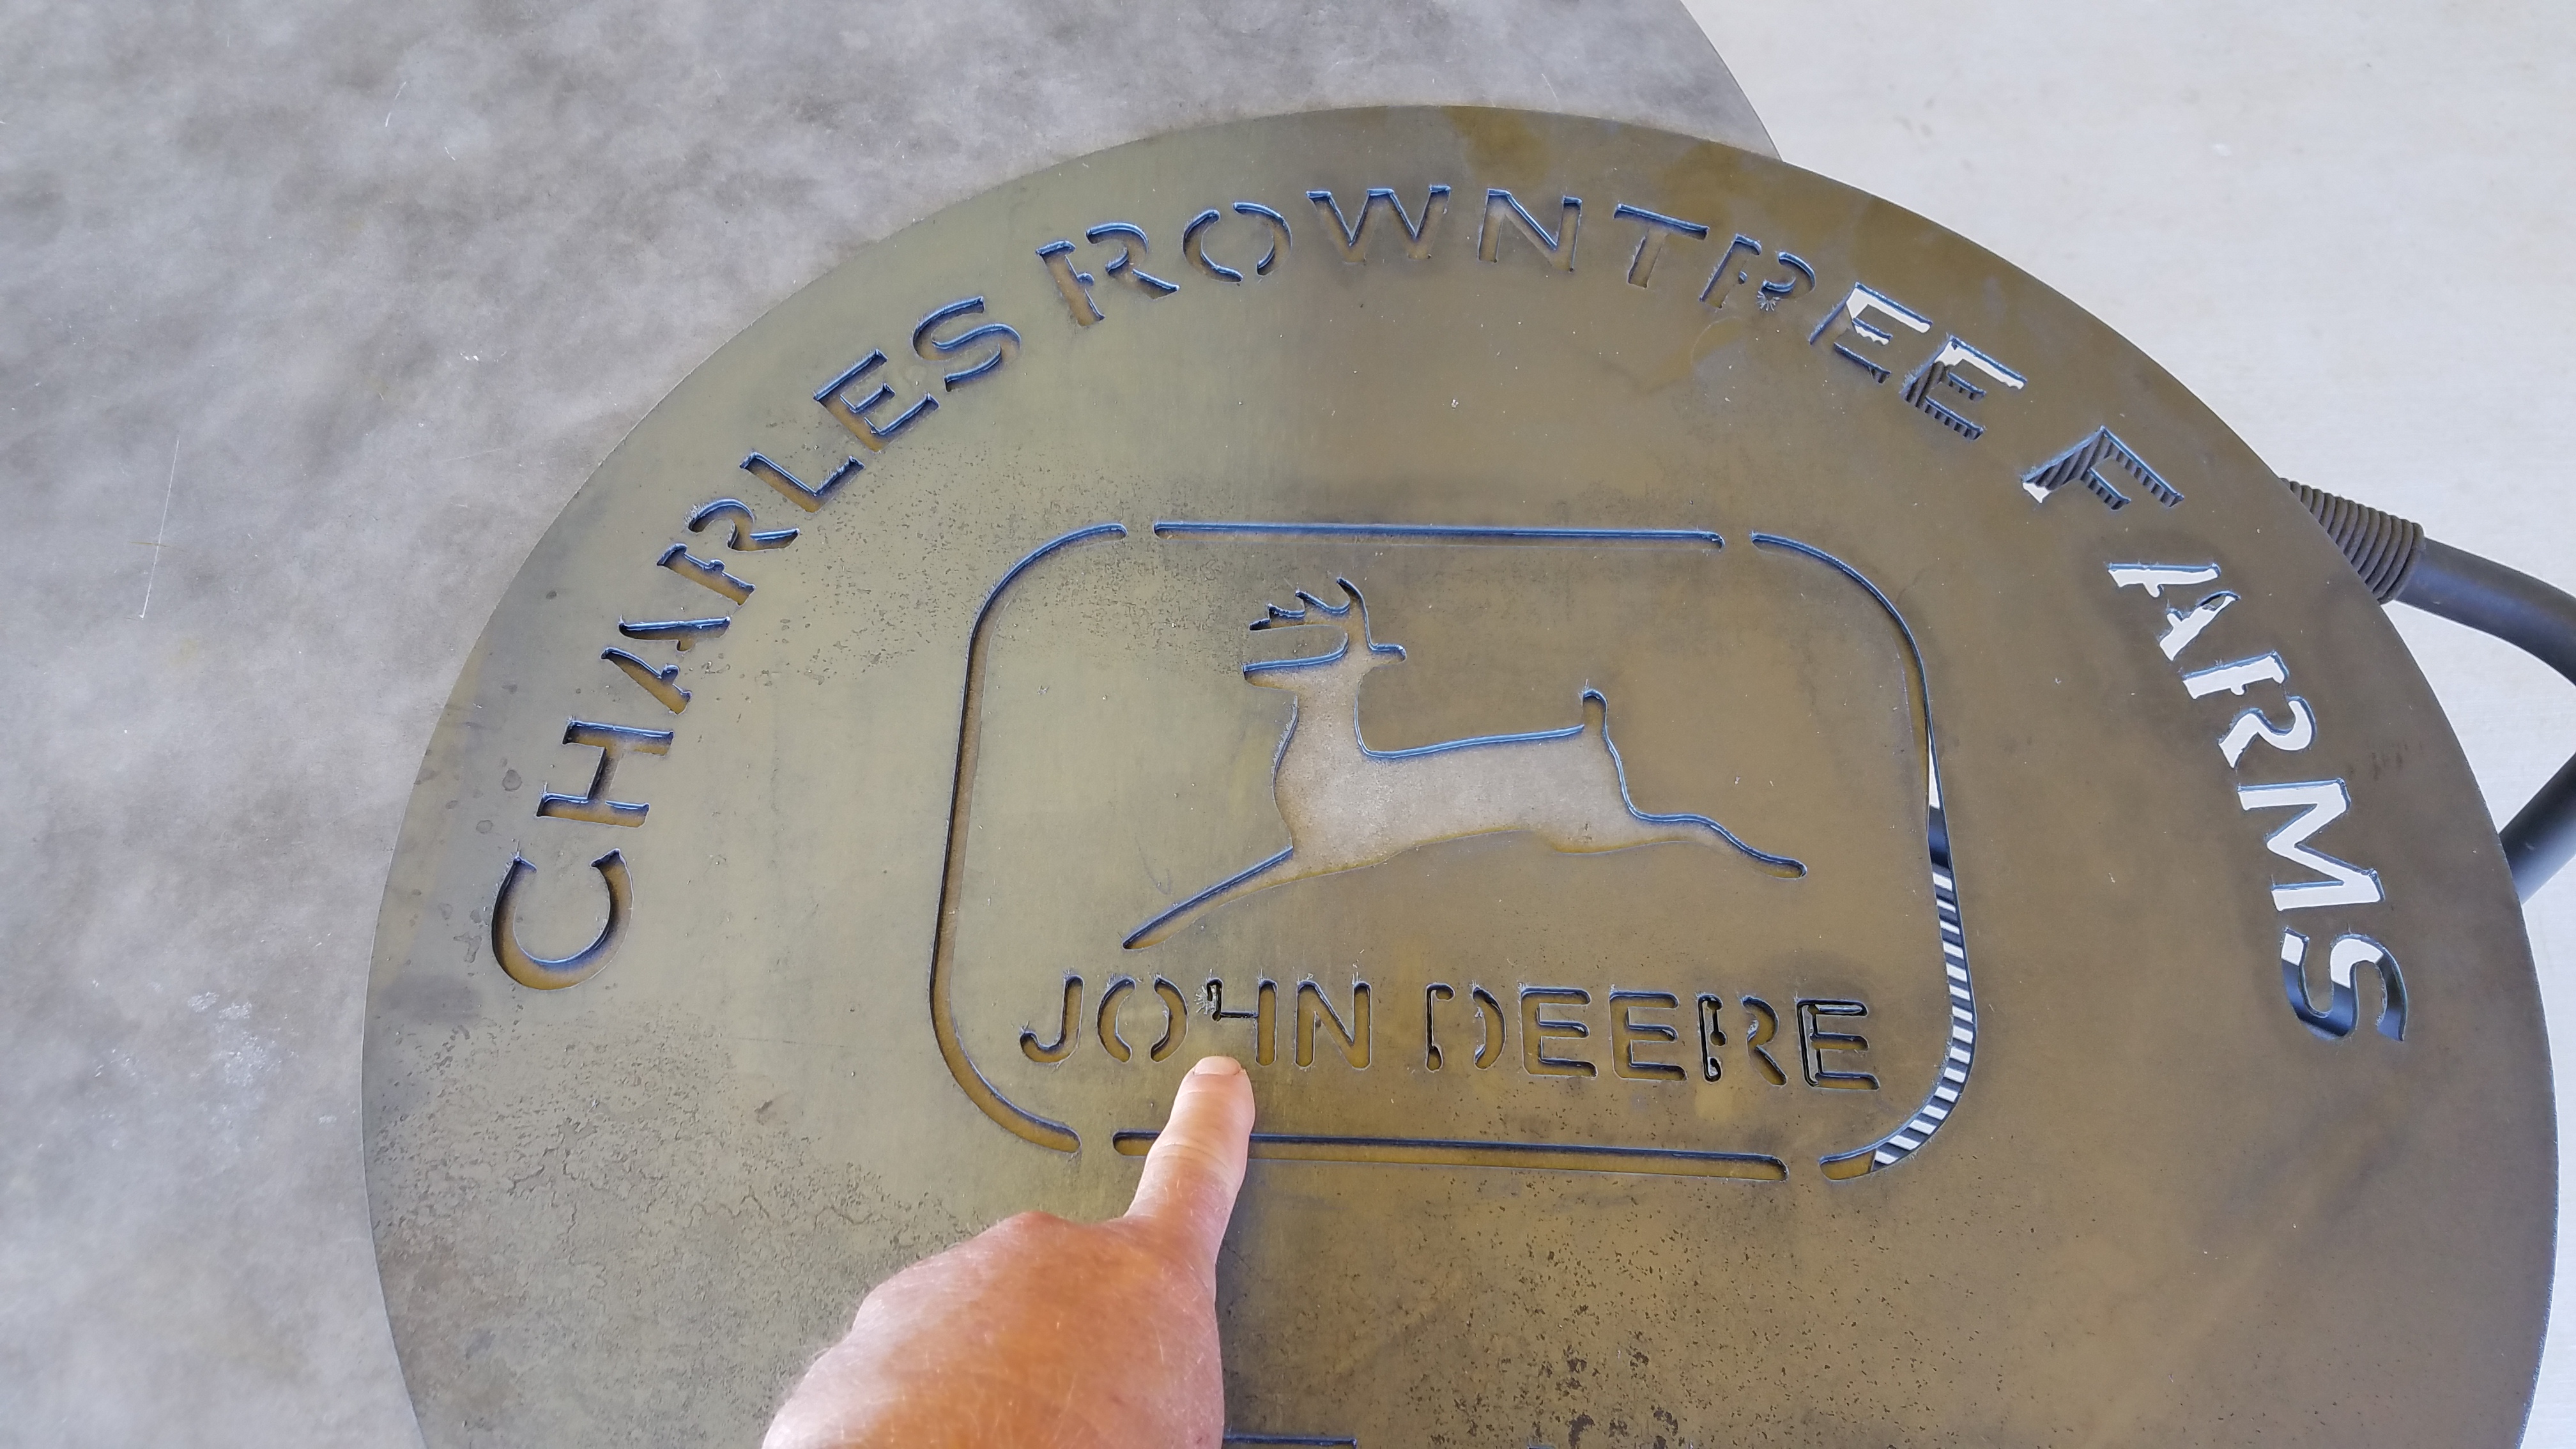 CHARLES ROWNTREE FARMS
JOHN DEERE